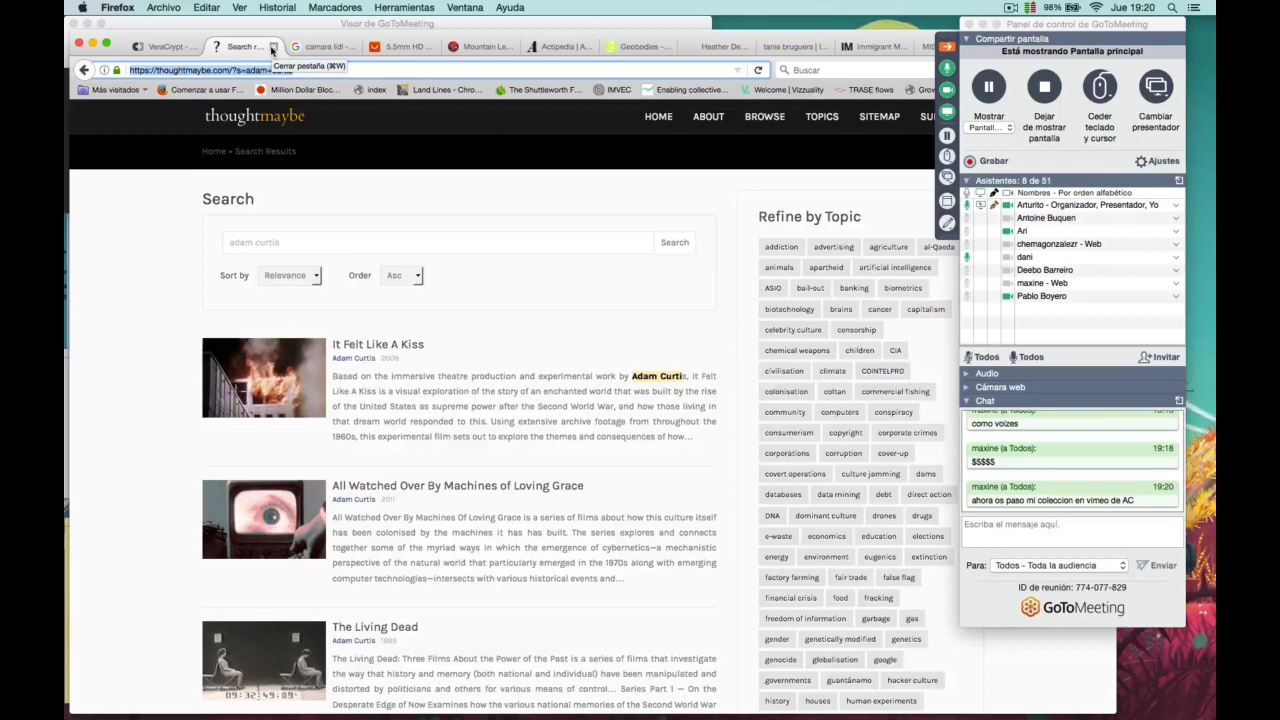 Firefox Archivo Editar Ver Historial Marcadores Herramientas Ventana Ayuda
98% Jue 19:20
Visor de GoToMeeting
VeraCrypt -
Search r...
camara lidl -...
5.5mm HD ...
Mountain Le...
Actipedia | A...
Geobodies –...
Heather De...
tania bruguera | I...
Immigrant M...
Cerrar pestaña (⌘W)
https://thoughtmaybe.com/?s=adam+
Buscar
Más visitados
Comenzar a usar F...
Million Dollar Bloc...
index
Land Lines - Chro...
The Shuttleworth F...
IMVEC
Enabling collective...
Welcome | Vizzuality
TRASE flows
thoughtmaybe
HOME ABOUT BROWSE TOPICS SITEMAP
Home » Search Results
Search
adam curtis
Search
Sort by Relevance Order Asc
It Felt Like A Kiss
Adam Curtis 2009
Based on the immersive theatre production and experimental work by Adam Curtis, It Felt
Like A Kiss is a visual exploration of the story of an enchanted world that was built by the rise
of the United States as supreme power after the Second World War, and how those living in
that dream world responded to this. Using extensive archive footage from throughout the
1960s, this experimental film sets out to explore the themes and consequences of how...
All Watched Over By Machines of Loving Grace
Adam Curtis 2011
All Watched Over By Machines Of Loving Grace is a series of films about how this culture itself
has been colonised by the machines it has has built. The series explores and connects
together some of the myriad ways in which the emergence of cybernetics—a mechanistic
perspective of the natural world that particularly emerged in the 1970s along with emerging
computer technologies—intersects with various historical events and...
The Living Dead
Adam Curtis 1995
The Living Dead: Three Films About the Power of the Past is a series of films that investigate
the way that history and memory (both national and individual) have been manipulated and
distorted by politicians and others for various means of control... Series Part 1 — On the
Desperate Edge of Now Examines how the various national memories of the Second World War
09:32:49:09
Refine by Topic
addiction advertising agriculture al-Qaeda
animals apartheid artificial intelligence
ASIO bail-out banking biometrics
biotechnology brains cancer capitalism
celebrity culture censorship
chemical weapons children CIA
civilisation climate COINTELPRO
colonisation coltan commercial fishing
community computers conspiracy
consumerism copyright corporate crimes
corporations corruption cover-up
covert operations culture jamming dams
databases data mining debt direct action
DNA dominant culture drones drugs
e-waste economics education elections
energy environment eugenics extinction
factory farming fair trade false flag
financial crisis food fracking
freedom of information garbage gas
gender genetically modified genetics
genocide globalisation google
governments guantánamo hacker culture
history houses human experiments
Panel de control de GoToMeeting
Compartir pantalla
Está mostrando Pantalla principal
Mostrar
Pantall...
Dejar
de mostrar
pantalla
Ceder
teclado
y cursor
Cambiar
presentador
Grabar
Ajustes
Asistentes: 8 de 51
Nombres - Por orden alfabético
Arturito - Organizador, Presentador, Yo
Antoine Buquen
Ari
chemagonzalezr - Web
dani
Deebo Barreiro
maxine - Web
Pablo Boyero
Todos Todos Invitar
Audio
Cámara web
Chat
como voizes
maxine (a Todos): 19:18
$$$$$
maxine (a Todos): 19:20
ahora os paso mi coleccion en vimeo de AC
Escriba el mensaje aquí.
Para: Todos - Toda la audiencia Enviar
ID de reunión: 774-077-829
GoToMeeting